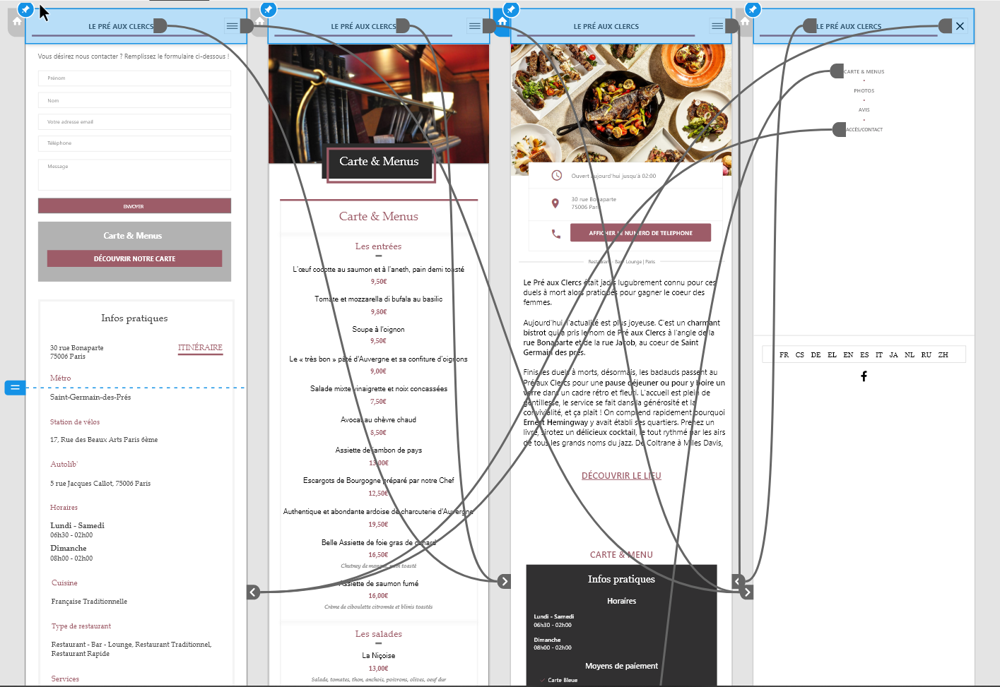 LE PRÉ AUX CLERCS
Vous désirez nous contacter ? Remplissez le formulaire ci-dessous !
Prénom
Nom
Votre adresse email
Téléphone
Message
ENVOYER
Carte & Menus
DÉCOUVRIR NOTRE CARTE
Infos pratiques
30 rue Bonaparte
75006 Paris
ITINÉRAIRE
Métro
Saint-Germain-des-Prés
Station de vélos
17, Rue des Beaux Arts Paris 6ème
Autolib'
5 rue Jacques Callot, 75006 Paris
Horaires
Lundi - Samedi
06h30 - 02h00
Dimanche
08h00 - 02h00
Cuisine
Française Traditionnelle
Type de restaurant
Restaurant - Bar - Lounge, Restaurant Traditionnel,
Restaurant Rapide
Services
LE PRÉ AUX CLERCS
Carte & Menus
Carte & Menus
Les entrées
L'œuf cocotte au saumon et à l'aneth, pain demi toasté
9,50€
Tomate et mozzarella di bufala au basilic
9,80€
Soupe à l'oignon
9,50€
Le « très bon » pâté d'Auvergne et sa confiture d'oignons
9,00€
Salade mixte vinaigrette et noix concassées
7,50€
Avocat au chèvre chaud
8,50€
Assiette de jambon de pays
13,00€
Escargots de Bourgogne préparé par notre Chef
12,50€
Authentique et abondante ardoise de charcuterie d'Auvergne
19,50€
Belle Assiette de foie gras de canard
16,50€
Chutney de mangue, pain toasté
Assiette de saumon fumé
16,00€
Crème de ciboulette citronnée et blinis toastés
Les salades
La Niçoise
13,00€
Salade, tomates, thon, anchois, poivrons, olives, oeuf dur
LE PRÉ AUX CLERCS
Ouvert aujourd'hui jusqu'à 02:00
30 rue Bonaparte
75006 Paris
AFFICHER LE NUMERO DE TELEPHONE
Restaurant - Bar - Lounge | Paris
Le Pré aux Clercs était jadis lugubrement connu pour ces
duels à mort alors pratiqués pour gagner le coeur des
femmes.
Aujourd'hui, l'actualité est plus joyeuse. C'est un charmant
bistrot qui a pris le nom de Pré aux Clercs à l'angle de la
rue Bonaparte et de la rue Jacob, au coeur de Saint
Germain des prés.
Finis les duels à morts, désormais, les badauds passent au
Pré aux Clercs pour une pause déjeuner ou pour y boire un
verre dans un cadre rétro et fleuri. L'accueil est plein de
gentillesse, le service se fait dans la générosité et la
convivialité, et ça plait ! On comprend rapidement pourquoi
Ernest Hemingway y avait établi ses quartiers. Prenez un
livre, sirotez un délicieux cocktail, le tout rythmé par les airs
de tous les grands noms du jazz. De Coltrane à Miles Davis,
DÉCOUVRIR LE LIEU
CARTE & MENU
Infos pratiques
Horaires
Lundi - Samedi
06h30 - 02h00
Dimanche
08h00 - 02h00
Moyens de paiement
Carte Bleue
LE PRÉ AUX CLERCS
CARTE & MENUS
PHOTOS
AVIS
ACCÈS/CONTACT
FR CS DE EL EN ES IT JA NL RU ZH